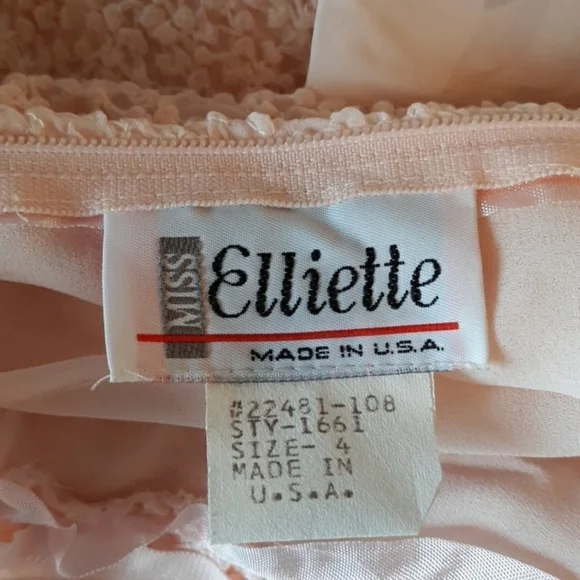 MISS Elliette
MADE IN U.S.A.
#22481-108
STY-1661
SIZE- 4
MADE IN
U.S.A.